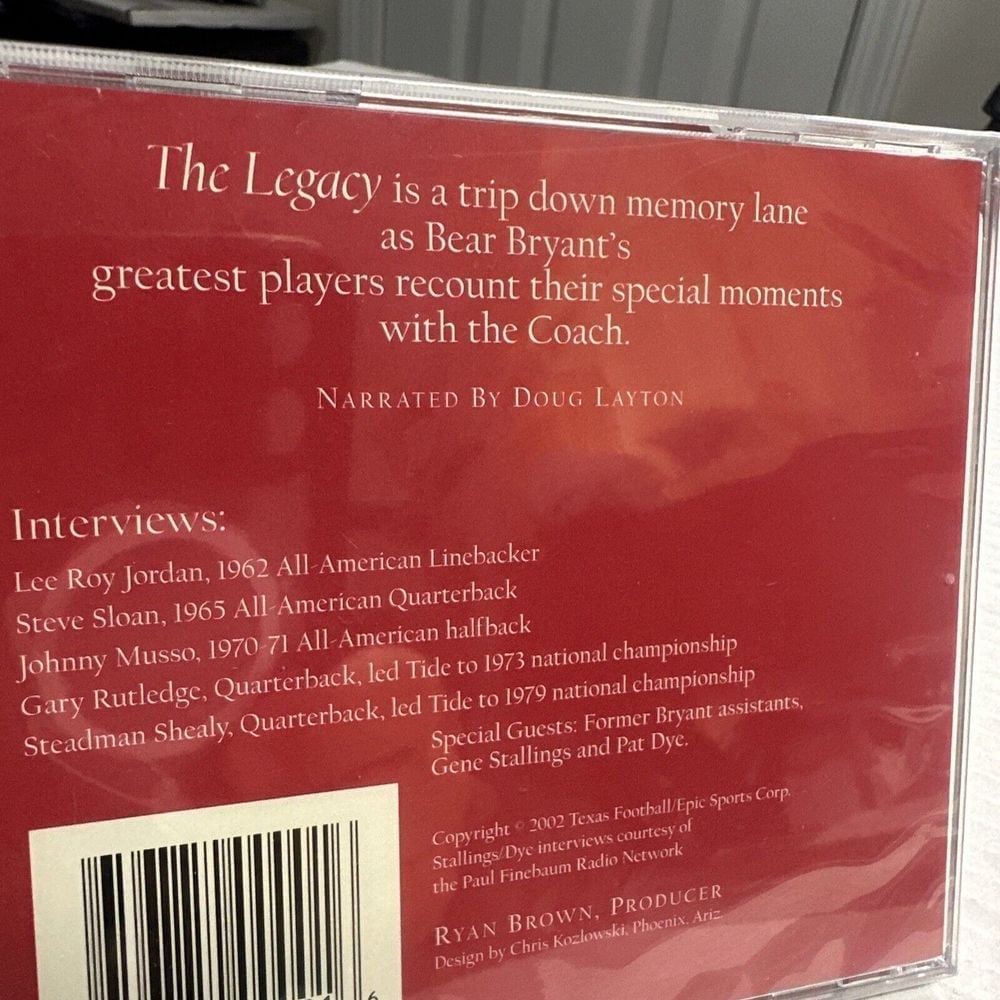 The Legacy is a trip down memory lane
as Bear Bryant's
greatest players recount their special moments
with the Coach.
NARRATED BY DOUG LAYTON
Interviews:
Lee Roy Jordan, 1962 All-American Linebacker
Steve Sloan, 1965 All-American Quarterback
Johnny Musso, 1970-71 All-American halfback
Gary Rutledge, Quarterback, led Tide to 1973 national championship
Steadman Shealy, Quarterback, led Tide to 1979 national championship
Special Guests: Former Bryant assistants,
Gene Stallings and Pat Dye.
Copyright © 2002 Texas Football/Epic Sports Corp.
Stallings/Dye interviews courtesy of
the Paul Finebaum Radio Network
RYAN BROWN, PRODUCER
Design by Chris Kozlowski, Phoenix, Ariz.
6